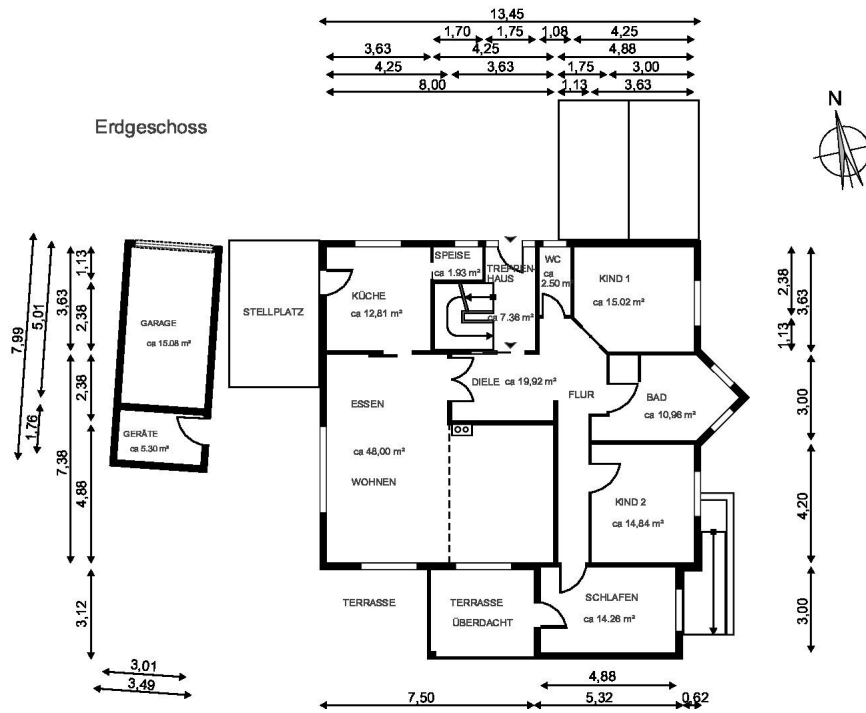 13,45
1,70 1,75 1,08 4,25
3,63 4,25 4,88
4,25 3,63 1,75 3,00
8,00 1,13 3,63
Erdgeschoss
N
7,99
5,01
1,76
3,63
7,38
1,13
2,38
2,38
4,88
3,12
GARAGE
ca 15.08 m²
GERÄTE
ca 5.30 m²
STELLPLATZ
KÜCHE
ca 12,81 m²
SPEISE
ca 1.93 m²
TREPPEN
HAUS
ca 7.36 m²
WC
ca
2.50 m
KIND 1
ca 15.02 m²
DIELE ca 19,92 m²
FLUR
BAD
ca 10,96 m²
ESSEN
ca 48,00 m²
WOHNEN
KIND 2
ca 14,84 m²
SCHLAFEN
ca 14.26 m²
TERRASSE
TERRASSE
ÜBERDACHT
2,38
1,13
3,63
3,00
4,20
3,00
3,01
3,49
4,88
7,50 5,32 0,62